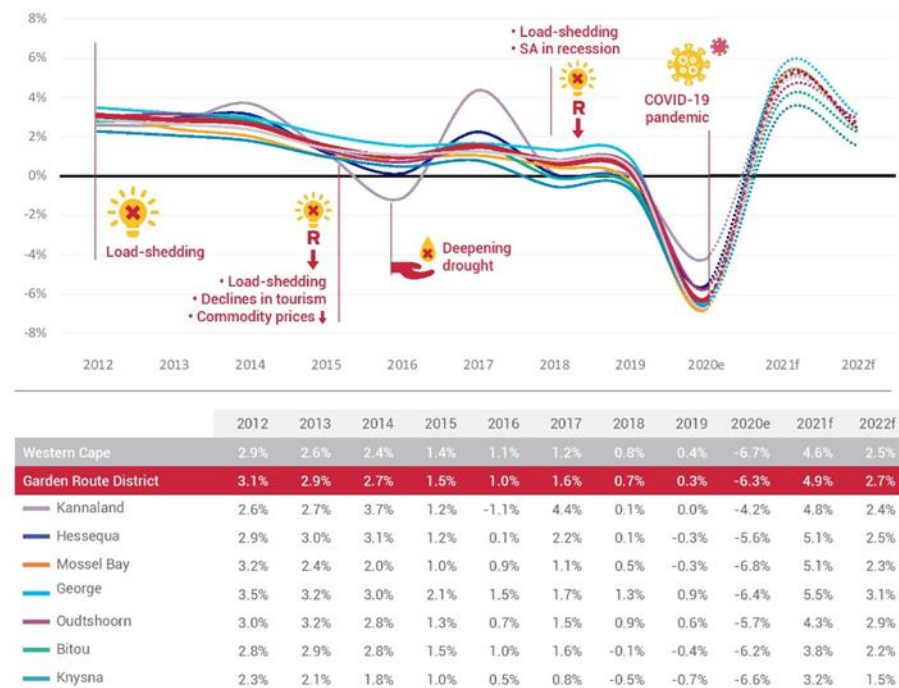 8%
6%
4%
2%
0%
-2%
-4%
-6%
-8%
• Load-shedding
• SA in recession
R
COVID-19
pandemic
Load-shedding
R
• Load-shedding
• Declines in tourism
• Commodity prices
Deepening
drought
2012 2013 2014 2015 2016 2017 2018 2019 2020e 2021f 2022f
2012 2013 2014 2015 2016 2017 2018 2019 2020e 2021f 2022f
Western Cape 2.9% 2.6% 2.4% 1.4% 1.1% 1.2% 0.8% 0.4% -6.7% 4.6% 2.5%
Garden Route District 3.1% 2.9% 2.7% 1.5% 1.0% 1.6% 0.7% 0.3% -6.3% 4.9% 2.7%
Kannaland 2.6% 2.7% 3.7% 1.2% -1.1% 4.4% 0.1% 0.0% -4.2% 4.8% 2.4%
Hessequa 2.9% 3.0% 3.1% 1.2% 0.1% 2.2% 0.1% -0.3% -5.6% 5.1% 2.5%
Mossel Bay 3.2% 2.4% 2.0% 1.0% 0.9% 1.1% 0.5% -0.3% -6.8% 5.1% 2.3%
George 3.5% 3.2% 3.0% 2.1% 1.5% 1.7% 1.3% 0.9% -6.4% 5.5% 3.1%
Oudtshoorn 3.0% 3.2% 2.8% 1.3% 0.7% 1.5% 0.9% 0.6% -5.7% 4.3% 2.9%
Bitou 2.8% 2.9% 2.8% 1.5% 1.0% 1.6% -0.1% -0.4% -6.2% 3.8% 2.2%
Knysna 2.3% 2.1% 1.8% 1.0% 0.5% 0.8% -0.5% -0.7% -6.6% 3.2% 1.5%